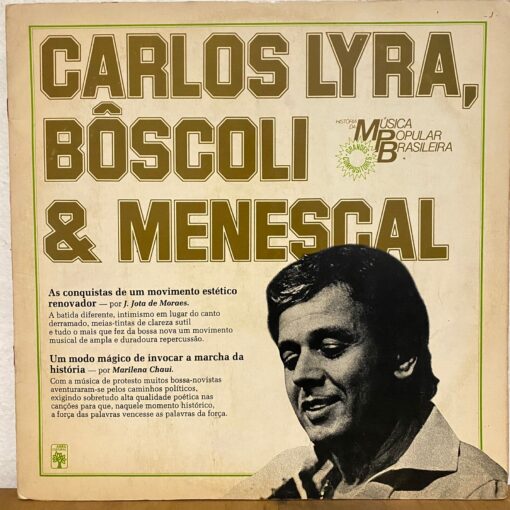 CARLOS LYRA,
BÔSCOLI
& MENESCAL
HISTÓRIA
DA
MÚSICA
POPULAR
BRASILEIRA
GRANDES
COMPOSITORES
As conquistas de um movimento estético
renovador — por J. Jota de Moraes.
A batida diferente, intimismo em lugar do canto
derramado, meias-tintas de clareza sutil
e tudo o mais que fez da bossa nova um movimento
musical de ampla e duradoura repercussão.
Um modo mágico de invocar a marcha da
história — por Marilena Chaui.
Com a música de protesto muitos bossa-novistas
aventuraram-se pelos caminhos políticos,
exigindo sobretudo alta qualidade poética nas
canções para que, naquele momento histórico,
a força das palavras vencesse as palavras da força.